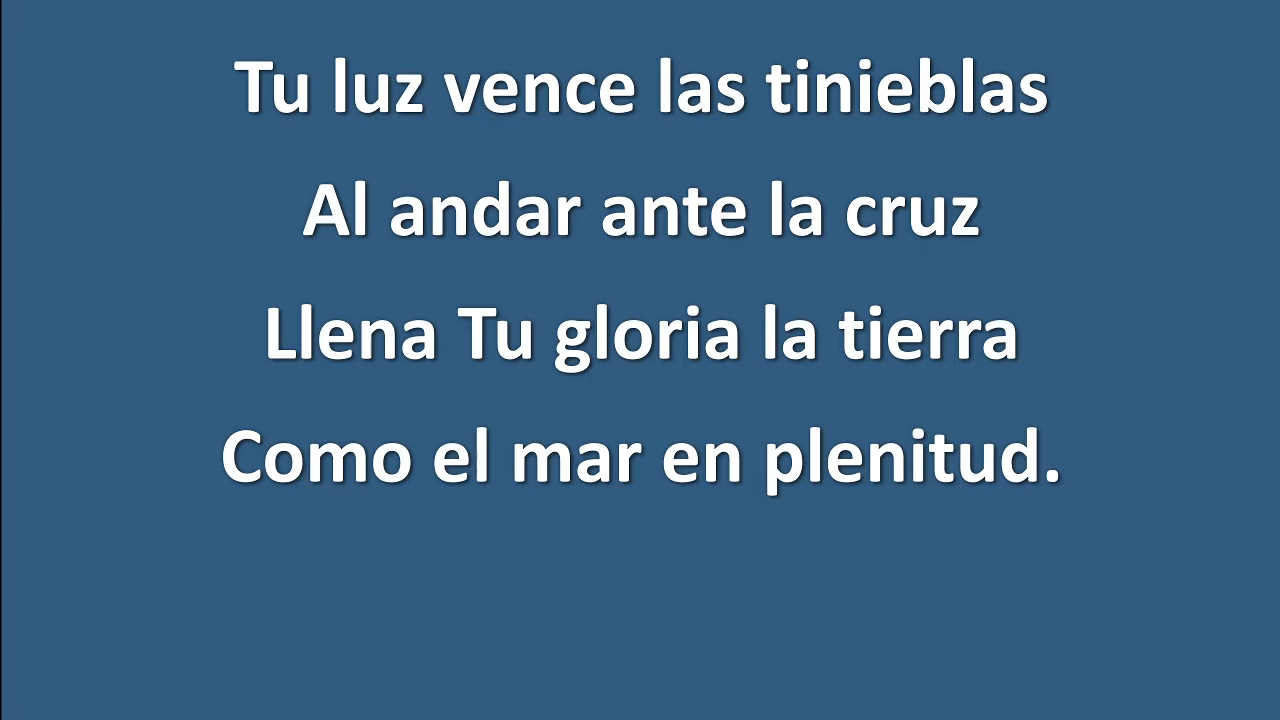 Tu luz vence las tinieblas
Al andar ante la cruz
Llena Tu gloria la tierra
Como el mar en plenitud.